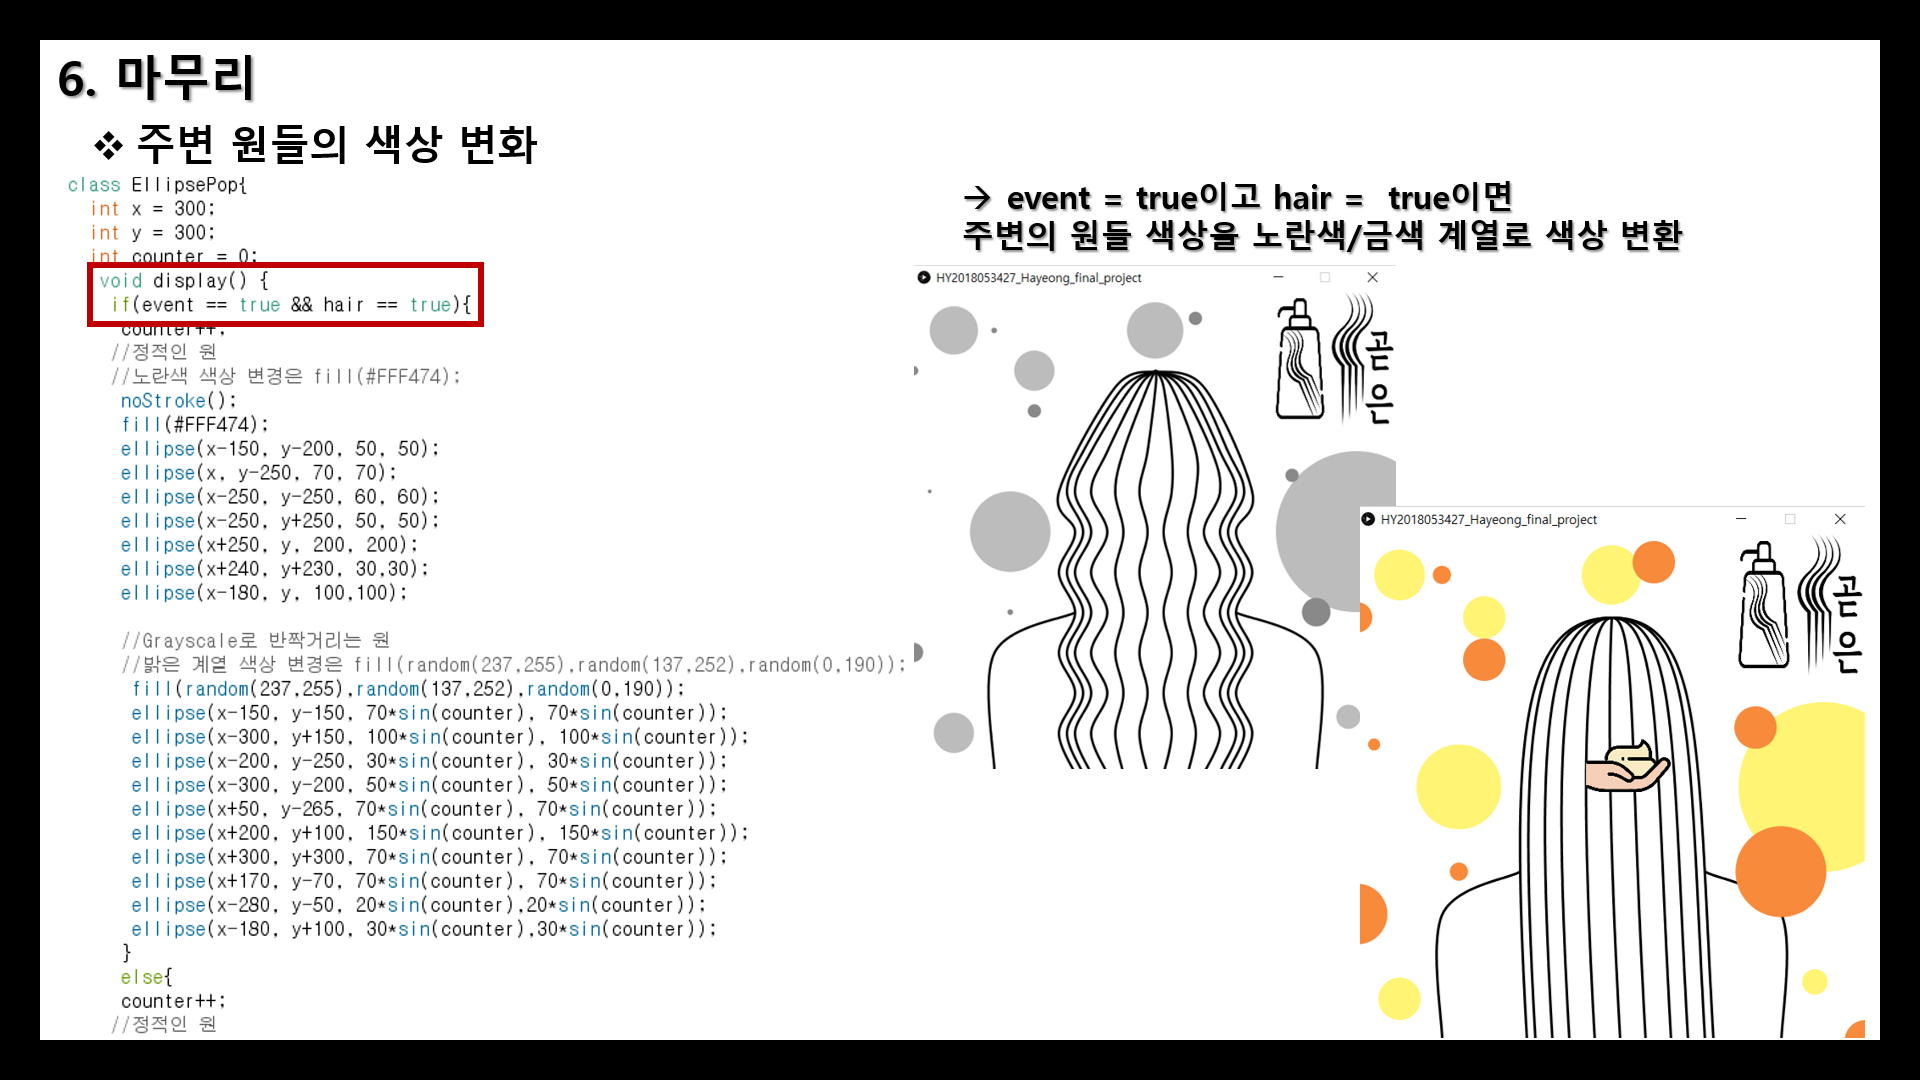 6. 마무리
❖ 주변 원들의 색상 변화
class EllipsePop{
int x = 300;
int y = 300;
int counter = 0;
void display() {
if(event == true && hair == true){
counter++;
//정적인 원
//노란색 색상 변경은 fill(#FFF474);
noStroke();
fill(#FFF474);
ellipse(x-150, y-200, 50, 50);
ellipse(x, y-250, 70, 70);
ellipse(x-250, y-250, 60, 60);
ellipse(x-250, y+250, 50, 50);
ellipse(x+250, y, 200, 200);
ellipse(x+240, y+230, 30,30);
ellipse(x-180, y, 100,100);
//Grayscale로 반짝거리는 원
//밝은 계열 색상 변경은 fill(random(237,255),random(137,252),random(0,190));
fill(random(237,255),random(137,252),random(0,190));
ellipse(x-150, y-150, 70*sin(counter), 70*sin(counter));
ellipse(x-300, y+150, 100*sin(counter), 100*sin(counter));
ellipse(x-200, y-250, 30*sin(counter), 30*sin(counter));
ellipse(x-300, y-200, 50*sin(counter), 50*sin(counter));
ellipse(x+50, y-265, 70*sin(counter), 70*sin(counter));
ellipse(x+200, y+100, 150*sin(counter), 150*sin(counter));
ellipse(x+300, y+300, 70*sin(counter), 70*sin(counter));
ellipse(x+170, y-70, 70*sin(counter), 70*sin(counter));
ellipse(x-280, y-50, 20*sin(counter),20*sin(counter));
ellipse(x-180, y+100, 30*sin(counter),30*sin(counter));
}
else{
counter++;
//정적인 원
→ event = true이고 hair = true이면
주변의 원들 색상을 노란색/금색 계열로 색상 변환
HY2018053427_Hayeong_final_project
곧
은
HY2018053427_Hayeong_final_project
곧
은